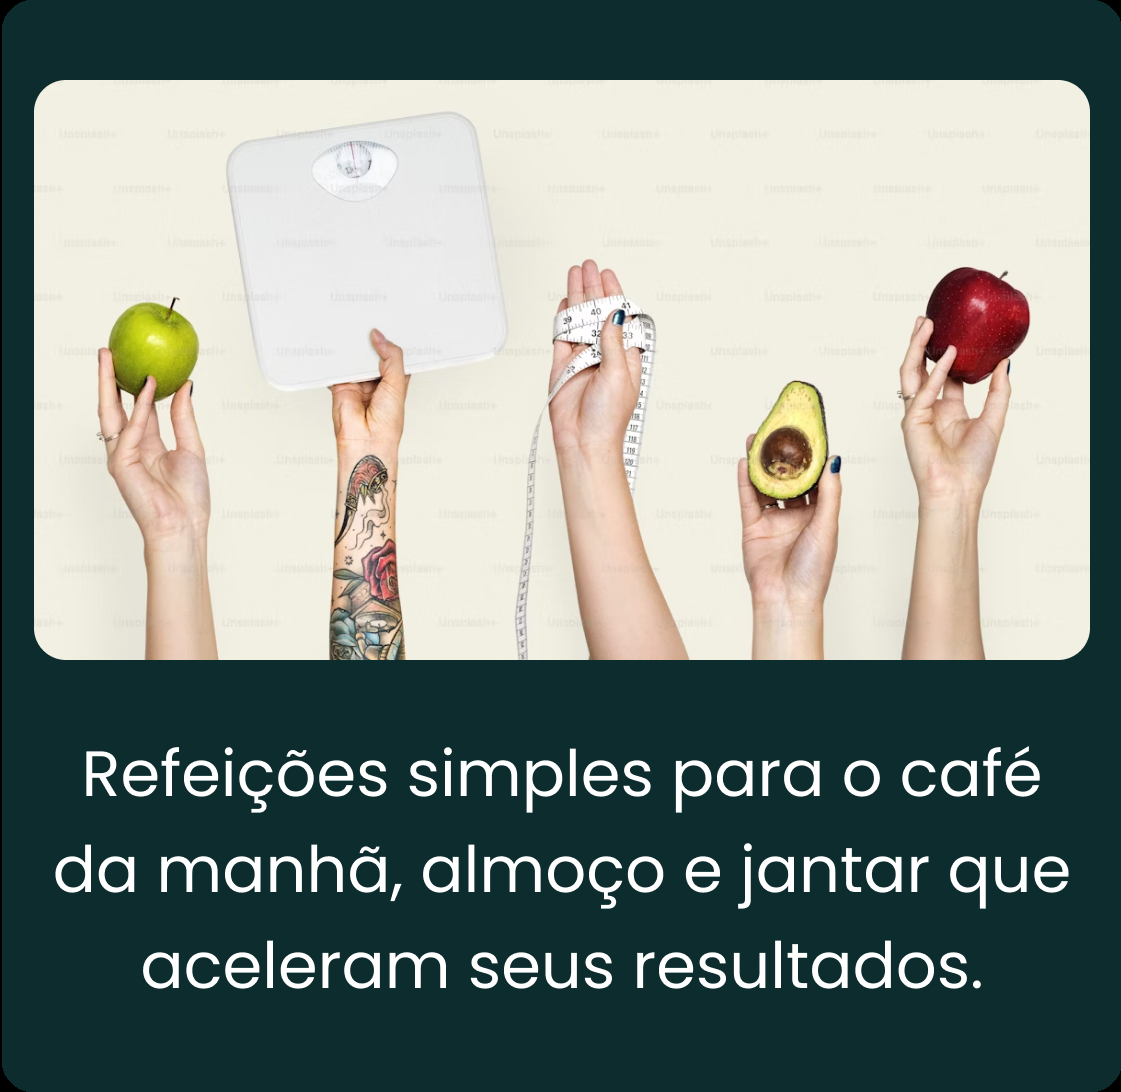 Refeições simples para o café
da manhã, almoço e jantar que
aceleram seus resultados.